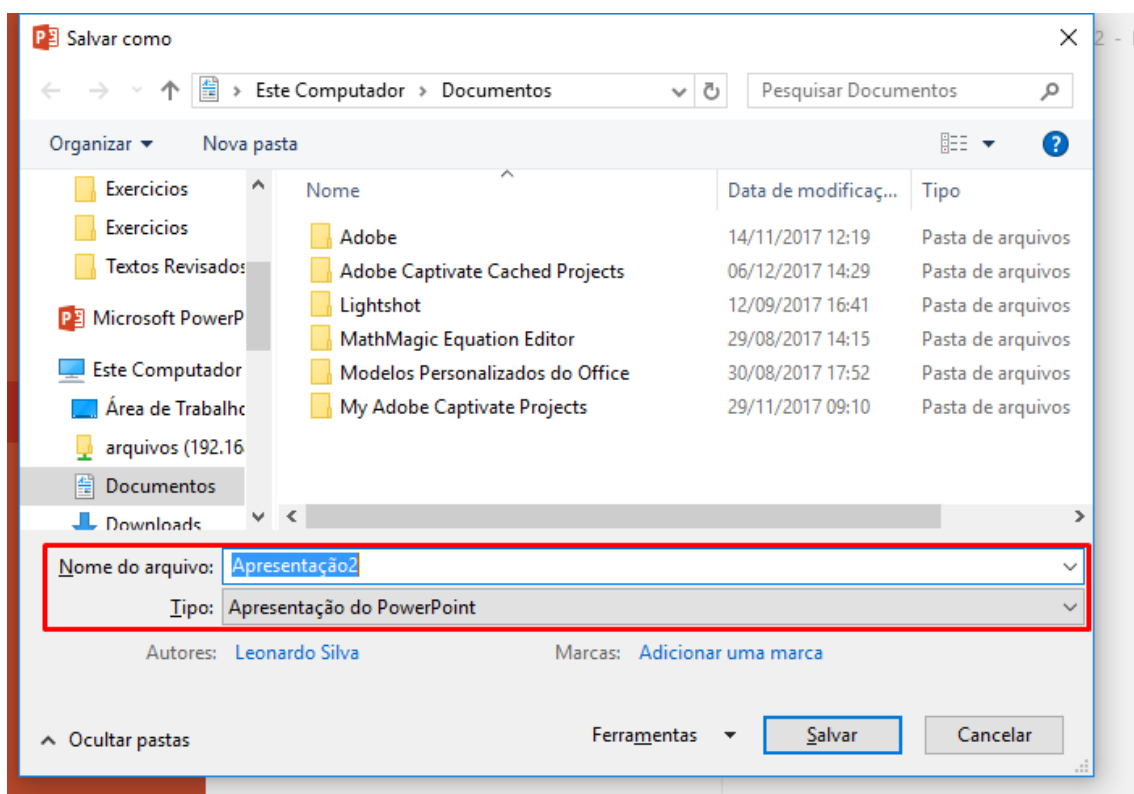 Salvar como
2 -
Este Computador > Documentos
Pesquisar Documentos
Organizar
Nova pasta
?
Exercicios
Exercicios
Textos Revisados
Microsoft PowerP
Este Computador
Área de Trabalho
arquivos (192.16
Documentos
Downloads
Nome Data de modificaç... Tipo
Adobe 14/11/2017 12:19 Pasta de arquivos
Adobe Captivate Cached Projects 06/12/2017 14:29 Pasta de arquivos
Lightshot 12/09/2017 16:41 Pasta de arquivos
MathMagic Equation Editor 29/08/2017 14:15 Pasta de arquivos
Modelos Personalizados do Office 30/08/2017 17:52 Pasta de arquivos
My Adobe Captivate Projects 29/11/2017 09:10 Pasta de arquivos
Nome do arquivo: Apresentação2
Tipo: Apresentação do PowerPoint
Autores: Leonardo Silva Marcas: Adicionar uma marca
Ocultar pastas Ferramentas Salvar Cancelar